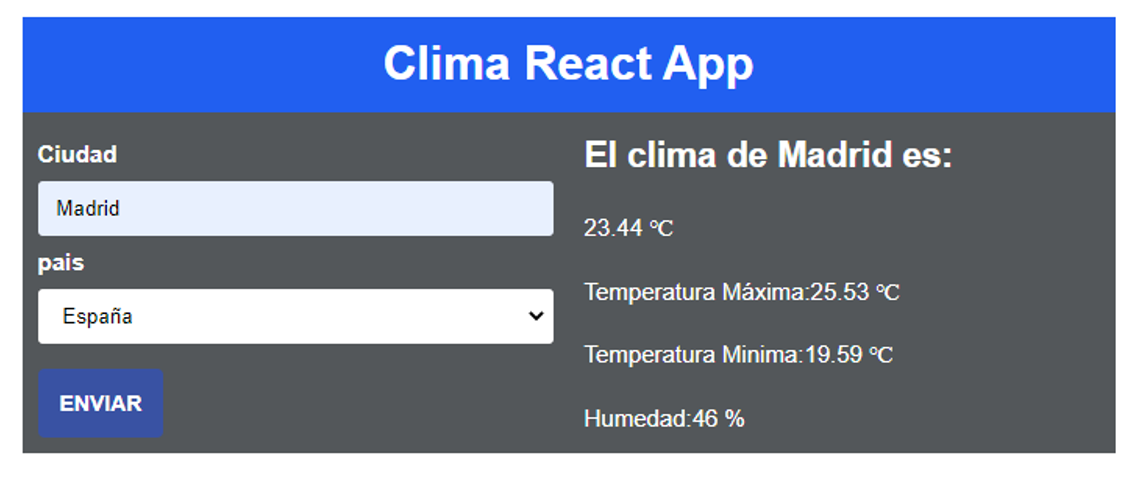 Clima React App
Ciudad
Madrid
pais
España
ENVIAR
El clima de Madrid es:
23.44 ℃
Temperatura Máxima:25.53 ℃
Temperatura Minima:19.59 ℃
Humedad:46 %